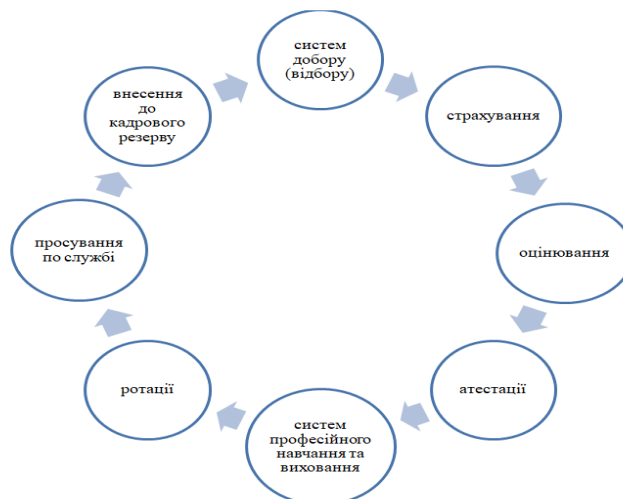 систем
добору
(відбору)
страхування
оцінювання
атестації
систем
професійного
навчання та
виховання
ротації
просування
по службі
внесення
до
кадрового
резерву